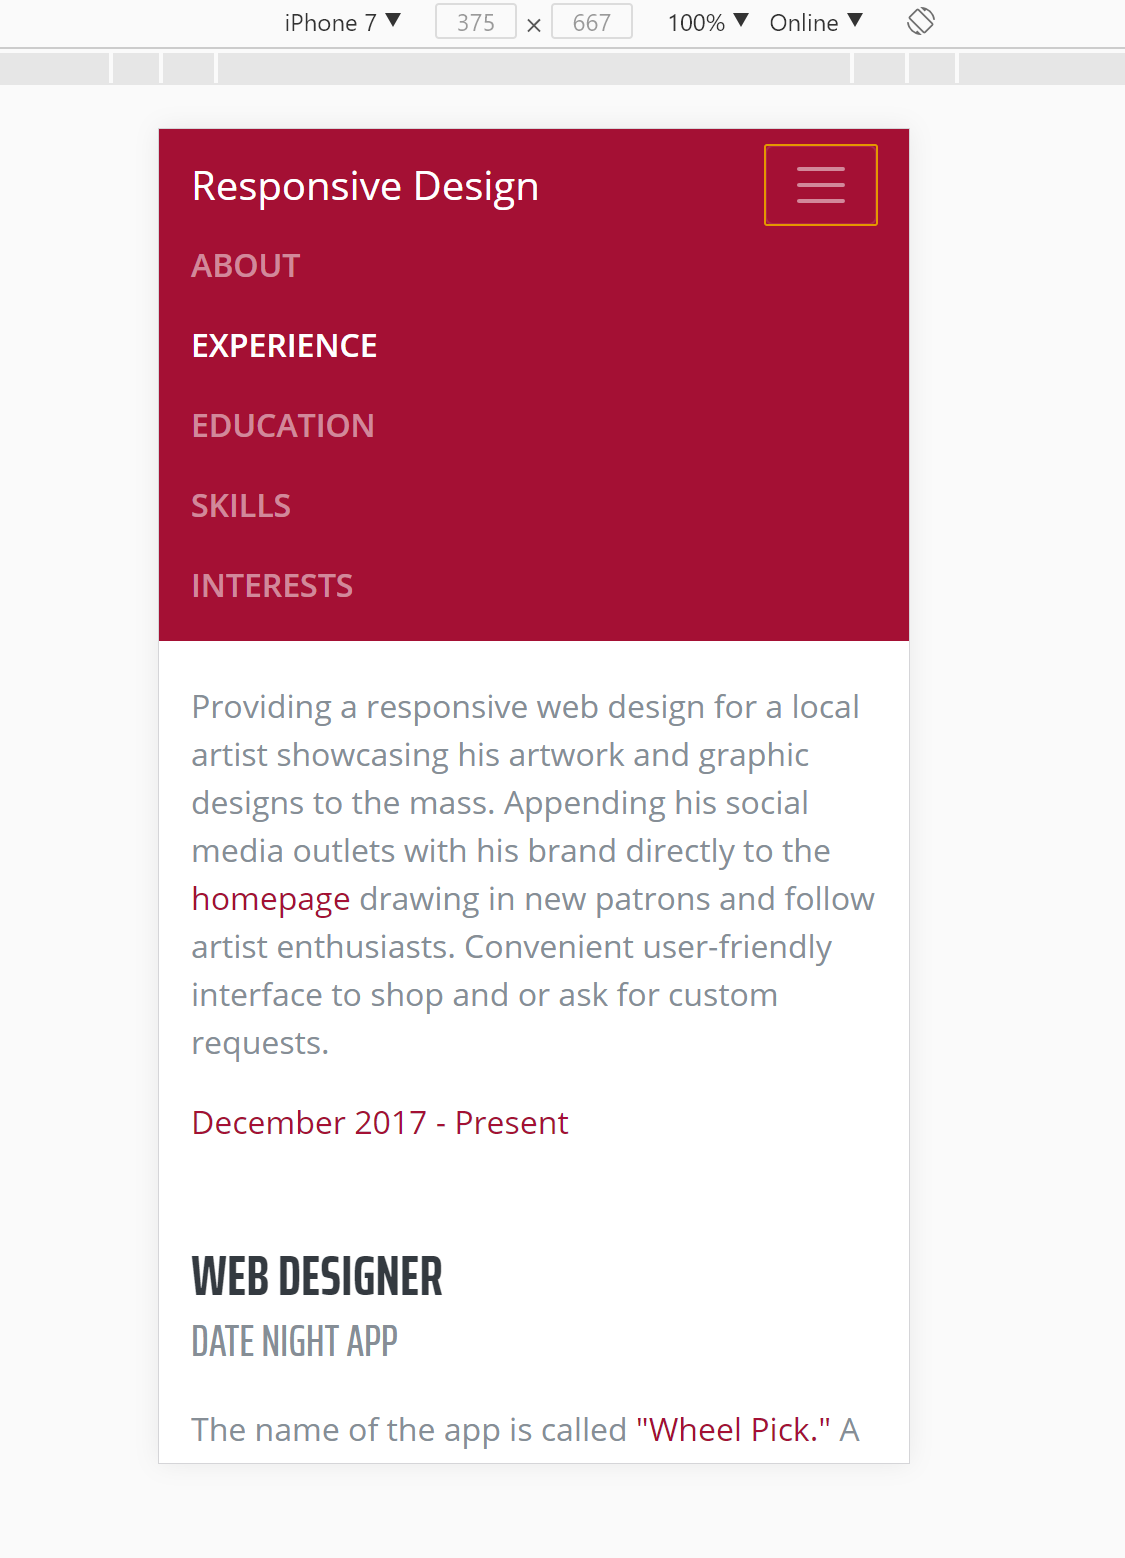 iPhone 7 ▼ 375 × 667 100% ▼ Online ▼
Responsive Design
ABOUT
EXPERIENCE
EDUCATION
SKILLS
INTERESTS
Providing a responsive web design for a local
artist showcasing his artwork and graphic
designs to the mass. Appending his social
media outlets with his brand directly to the
homepage drawing in new patrons and follow
artist enthusiasts. Convenient user-friendly
interface to shop and or ask for custom
requests.
December 2017 - Present
WEB DESIGNER
DATE NIGHT APP
The name of the app is called "Wheel Pick." A